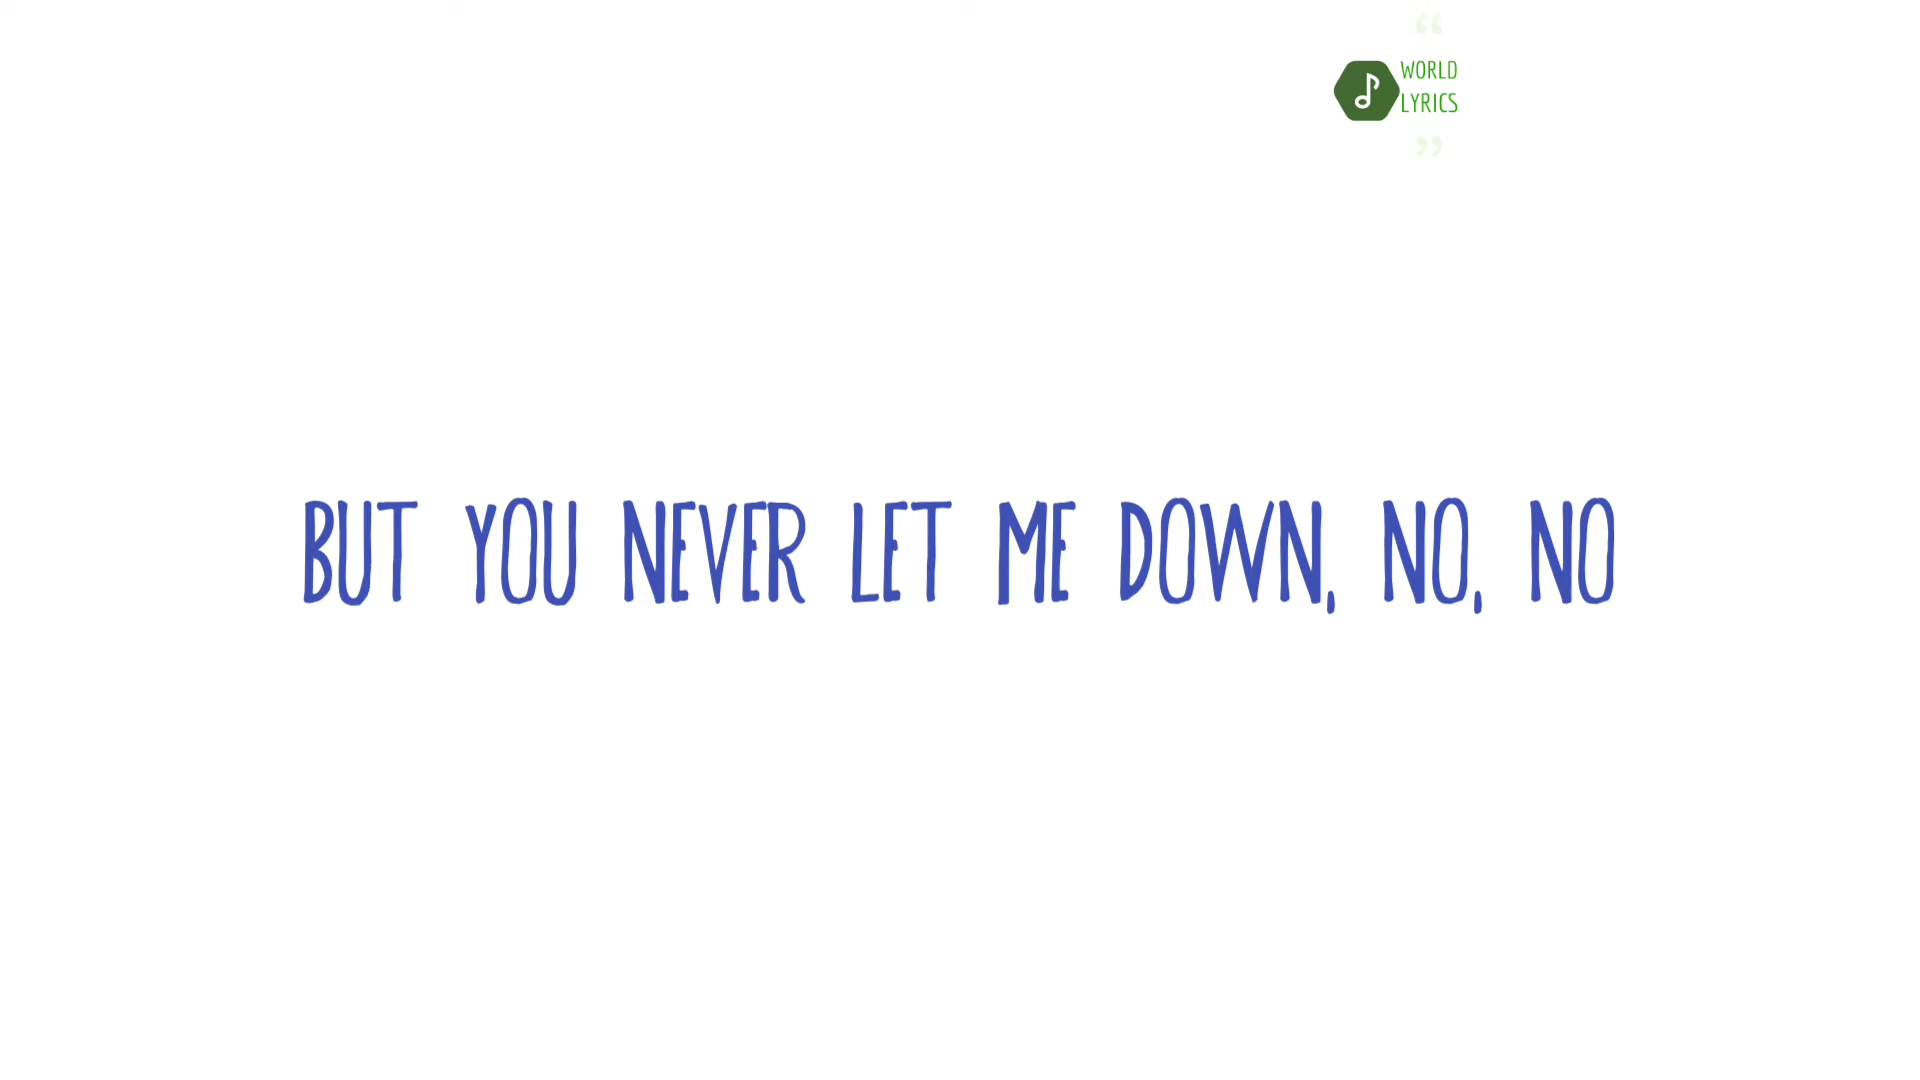 “
WORLD
LYRICS
”
BUT YOU NEVER LET ME DOWN, NO, NO